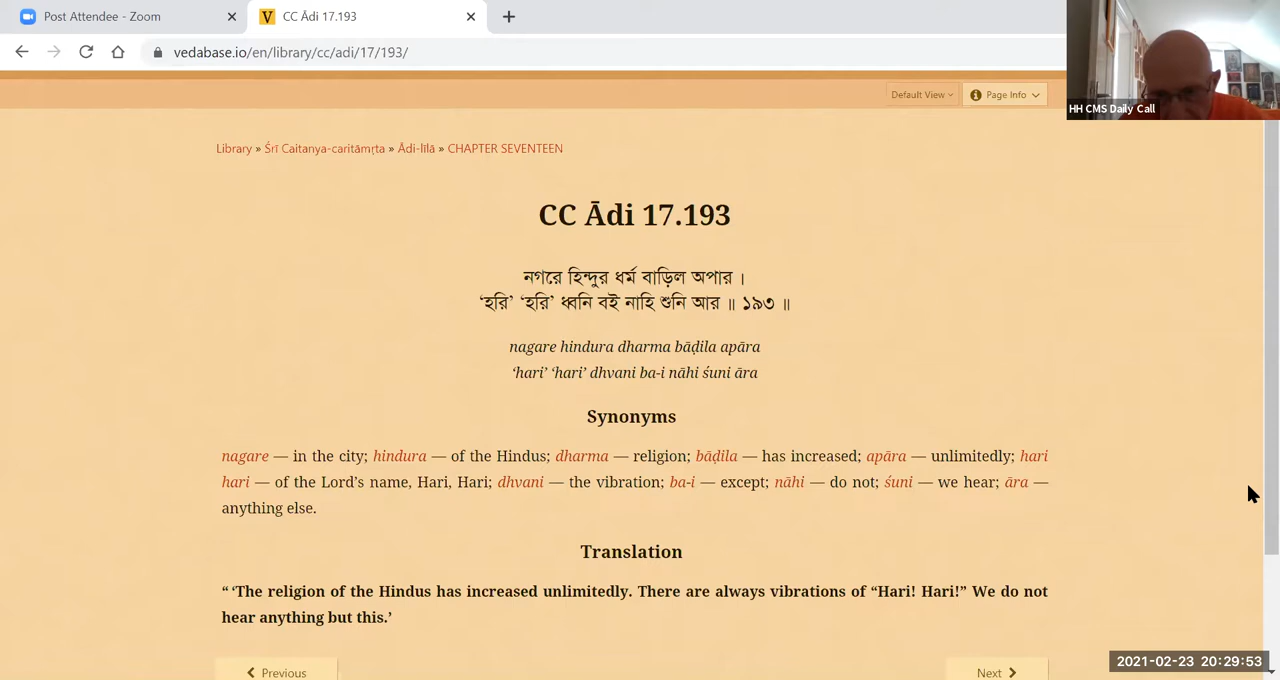 Post Attendee - Zoom
CC Ādi 17.193
vedabase.io/en/library/cc/adi/17/193/
HH CMS Daily Call
Default View
Page Info
Library » Śrī Caitanya-caritāmṛta » Ādi-līlā » CHAPTER SEVENTEEN
CC Ādi 17.193
নগরে হিন্দুর ধর্ম বাড়িল অপার ।
‘হরি’ ‘হরি’ ধ্বনি বই নাহি শুনি আর ॥ ১৯৩ ॥
nagare hindura dharma bāḍila apāra
‘hari’ ‘hari’ dhvani ba-i nāhi śuni āra
Synonyms
nagare — in the city; hindura — of the Hindus; dharma — religion; bāḍila — has increased; apāra — unlimitedly; hari
hari — of the Lord’s name, Hari, Hari; dhvani — the vibration; ba-i — except; nāhi — do not; śuni — we hear; āra —
anything else.
Translation
“ ‘The religion of the Hindus has increased unlimitedly. There are always vibrations of “Hari! Hari!” We do not
hear anything but this.’
Previous
Next
2021-02-23 20:29:53